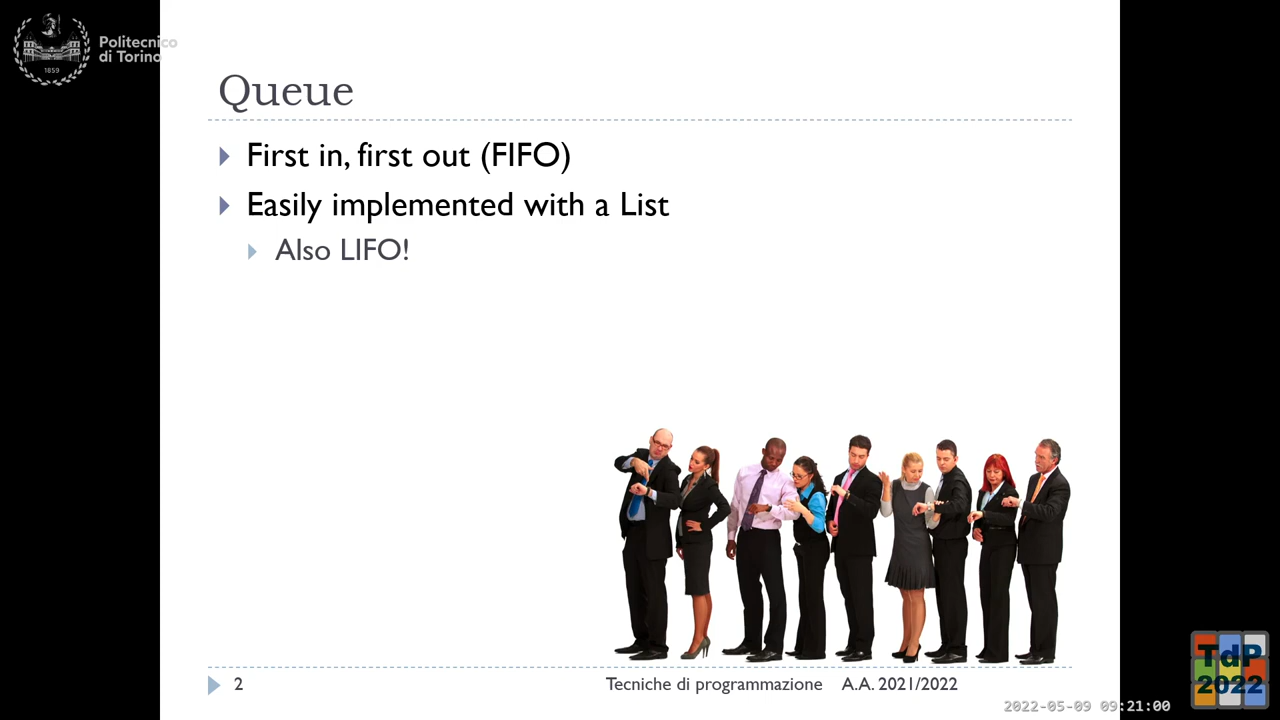 Politecnico
di Torino
1859
Queue
First in, first out (FIFO)
Easily implemented with a List
Also LIFO!
2
Tecniche di programmazione A.A. 2021/2022
2022-05-09 09:21:00
TdP
2022